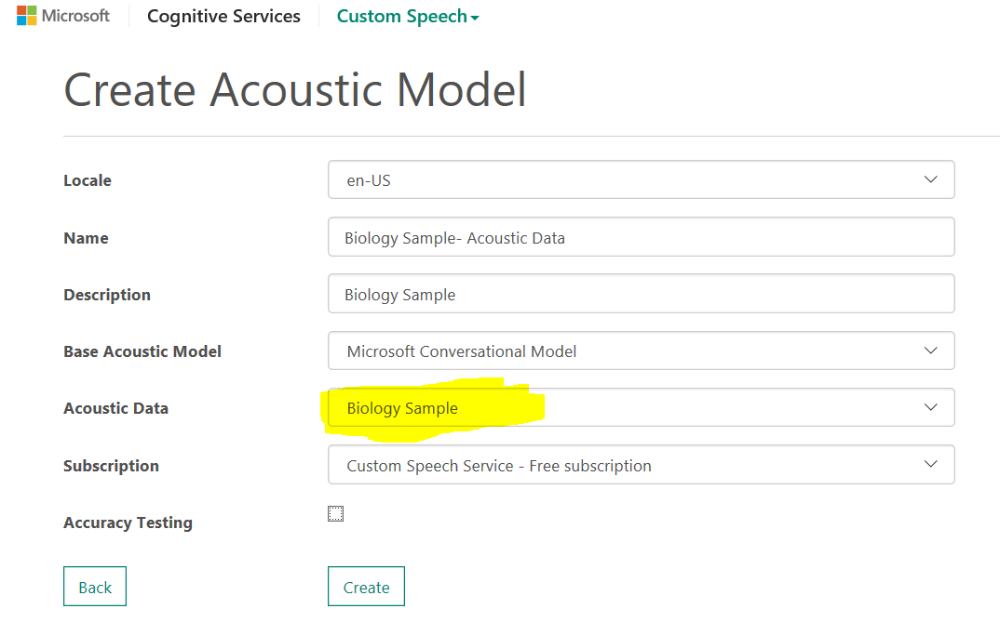 Microsoft Cognitive Services Custom Speech
Create Acoustic Model
Locale en-US
Name Biology Sample- Acoustic Data
Description Biology Sample
Base Acoustic Model Microsoft Conversational Model
Acoustic Data Biology Sample
Subscription Custom Speech Service - Free subscription
Accuracy Testing
Back Create